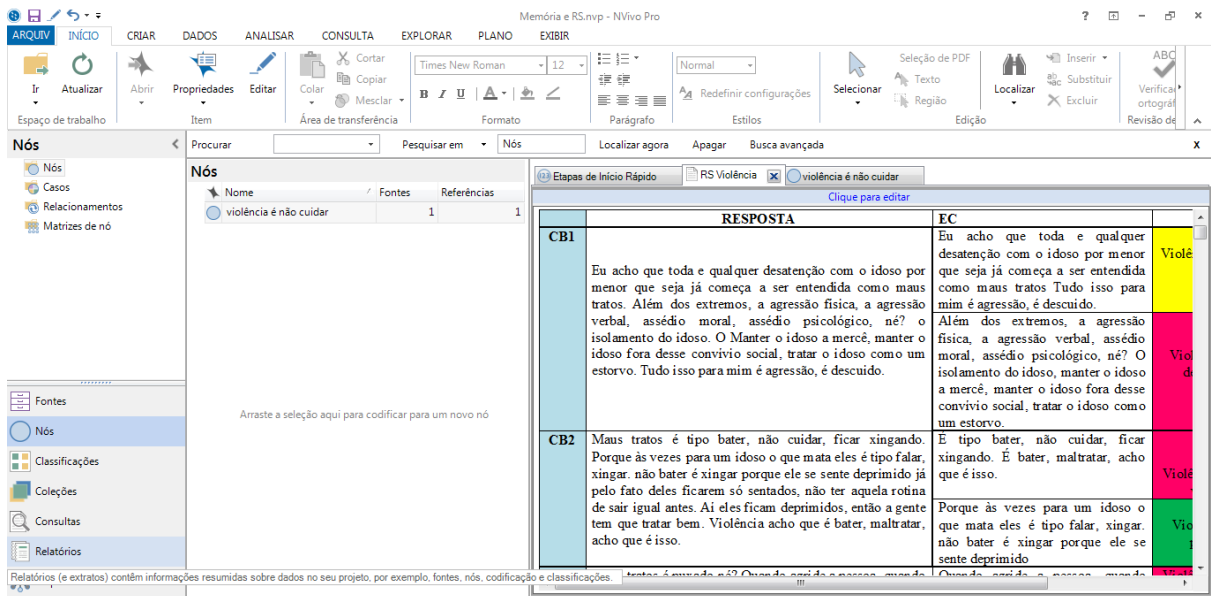 Memória e RS.nvp - NVivo Pro
ARQUIV INÍCIO CRIAR DADOS ANALISAR CONSULTA EXPLORAR PLANO EXIBIR
Ir Atualizar Abrir Propriedades Editar Colar Cortar Copiar Mesclar
Times New Roman 12
B I U A
Normal
Redefinir configurações
Selecionar Seleção de PDF Texto Região
Localizar Inserir Substituir Excluir
ABC
Verificar
ortográf
Espaço de trabalho Item Área de transferência Formato Parágrafo Estilos Edição Revisão de
Nós
Procurar Pesquisar em Nós Localizar agora Apagar Busca avançada X
Nós
Casos
Relacionamentos
Matrizes de nó
Fontes
Nós
Classificações
Coleções
Consultas
Relatórios
Relatórios (e extratos) contêm informações resumidas sobre dados no seu projeto, por exemplo, fontes, nós, codificação e classificações.
Nós
Nome Fontes Referências
violência é não cuidar 1 1
Arraste a seleção aqui para codificar para um novo nó
Etapas de Início Rápido RS Violência violência é não cuidar
Clique para editar
RESPOSTA EC
CB1
Eu acho que toda e qualquer desatenção com o idoso por
menor que seja já começa a ser entendida como maus
tratos. Além dos extremos, a agressão física, a agressão
verbal, assédio moral, assédio psicológico, né? o
isolamento do idoso. O Manter o idoso a mercê, manter o
idoso fora desse convivio social, tratar o idoso como um
estorvo. Tudo isso para mim é agressão, é descuido.
Eu acho que toda e qualquer
desatenção com o idoso por menor
que seja já começa a ser entendida
como maus tratos Tudo isso para
mim é agressão, é descuido.
Violê
Além dos extremos, a agressão
física, a agressão verbal, assédio
moral, assédio psicológico, né? O
isolamento do idoso, manter o idoso
a mercê, manter o idoso fora desse
convivio social, tratar o idoso como
um estorvo.
Viol
d
CB2
Maus tratos é tipo bater, não cuidar, ficar xingando.
Porque às vezes para um idoso o que mata eles é tipo falar,
xingar. não bater é xingar porque ele se sente deprimido já
pelo fato deles ficarem só sentados, não ter aquela rotina
de sair igual antes. Ai eles ficam deprimidos, então a gente
tem que tratar bem. Violência acho que é bater, maltratar,
acho que é isso.
É tipo bater, não cuidar, ficar
xingando. É bater, maltratar, acho
que é isso.
Violê
Porque às vezes para um idoso o
que mata eles é tipo falar, xingar.
não bater é xingar porque ele se
sente deprimido
Vio